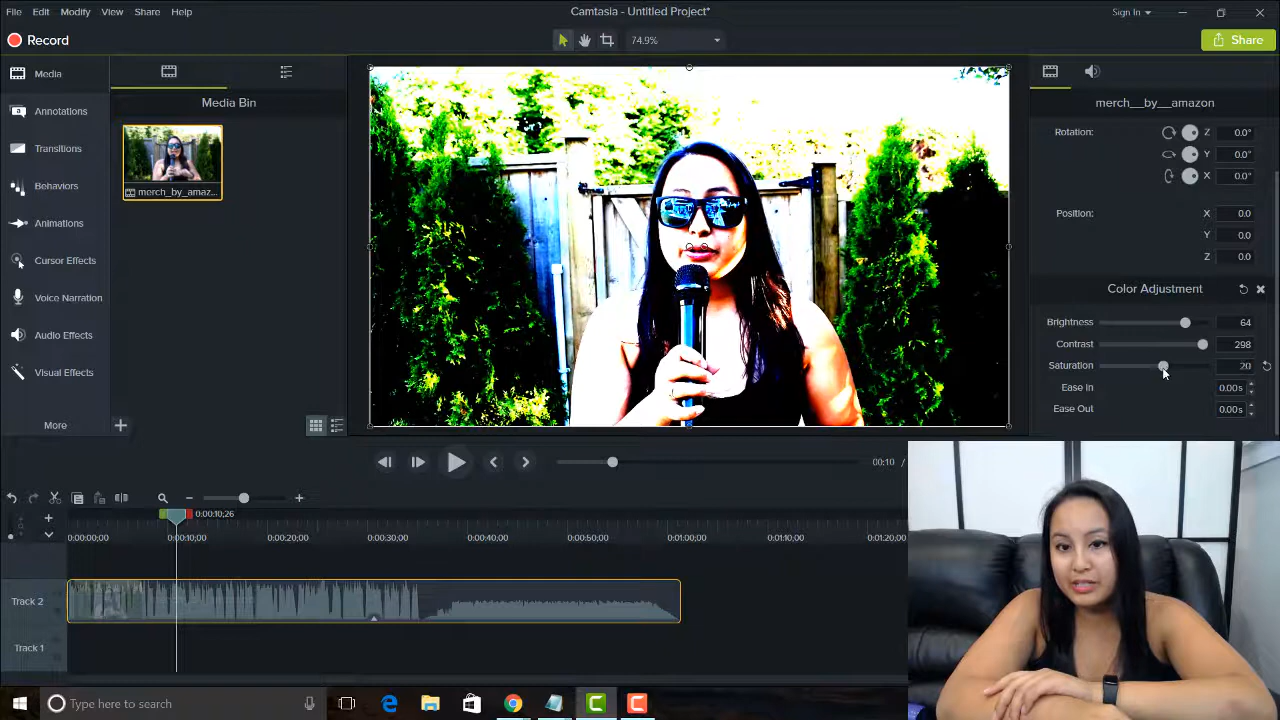 File Edit Modify View Share Help
Camtasia - Untitled Project*
Sign In
Record
74.9%
Share
Media
Annotations
Transitions
Behaviors
Animations
Cursor Effects
Voice Narration
Audio Effects
Visual Effects
More
Media Bin
merch_by_amaz...
merch__by__amazon
Rotation: Z 0.0°
Y 0.0°
X 0.0°
Position: X 0.0
Y 0.0
Z 0.0
Color Adjustment
Brightness 64
Contrast 298
Saturation 20
Ease In 0.00s
Ease Out 0.00s
00:10 /
0:00:10;26
0:00:00;00 0:00:10;00 0:00:20;00 0:00:30;00 0:00:40;00 0:00:50;00 0:01:00;00 0:01:10;00 0:01:20;00
Track 2
Track 1
Type here to search